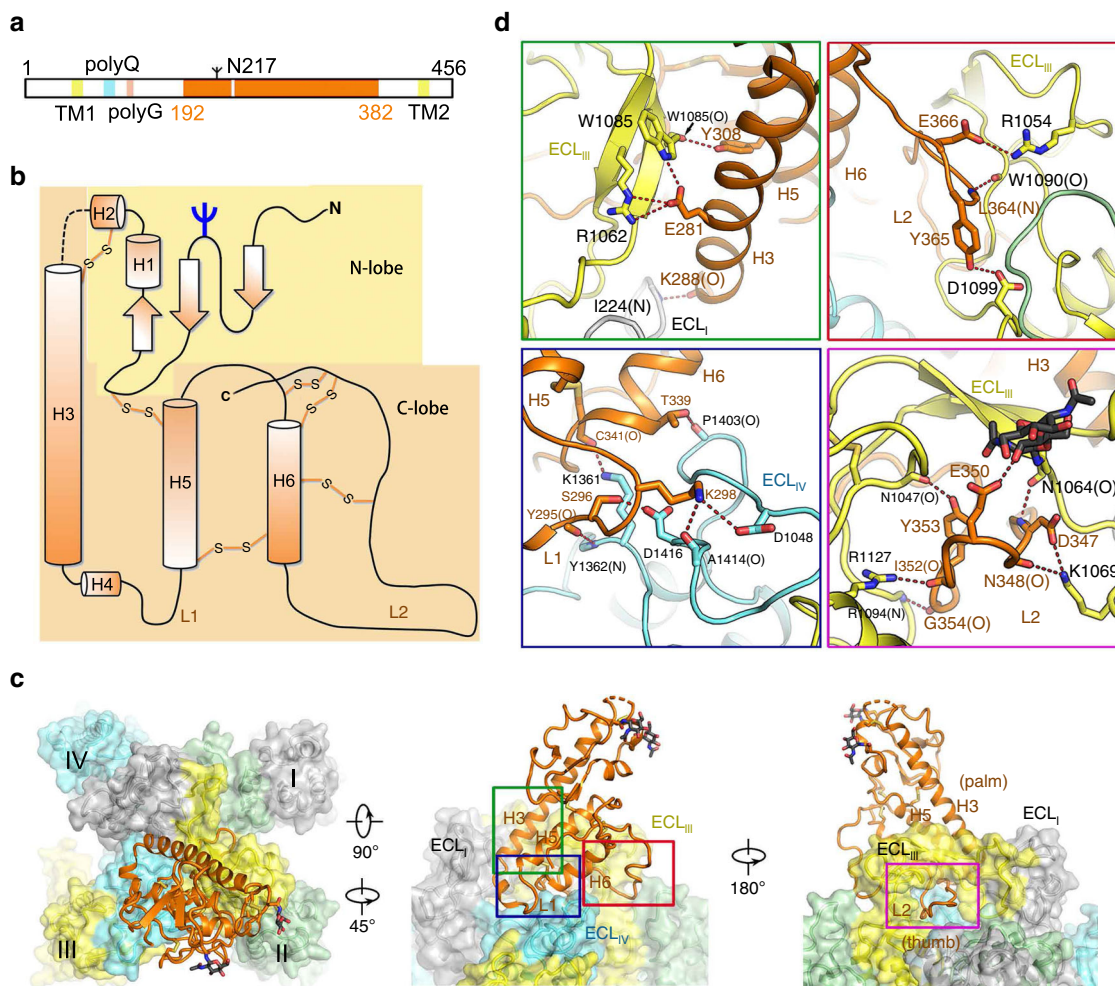 a
1 polyQ N217 456
TM1 polyG 192 382 TM2
b
H2
S
S
N
H1
N-lobe
C-lobe
S S
S S
S
S
C
H3
H5
H6
S S
S S
H4
L1
L2
c
IV
I
III
II
90°
45°
ECLI
H3
H5
ECLIII
H6
L1
ECLIV
180°
(palm)
H3
H5
ECLI
ECLIII
L2
(thumb)
d
W1085
W1085(O)
Y308
ECLIII
H5
R1062
E281
H3
K288(O)
I224(N)
ECLI
ECLIII
E366
R1054
H6
W1090(O)
L2
L364(N)
Y365
D1099
H6
H5
T339
C341(O)
P1403(O)
K1361
ECLIV
S296
K298
Y295(O)
D1048
L1
D1416
A1414(O)
Y1362(N)
H3
ECLIII
E350
N1047(O)
N1064(O)
Y353
D347
R1127
I352(O)
N348(O)
K1069
R1094(N)
G354(O)
L2